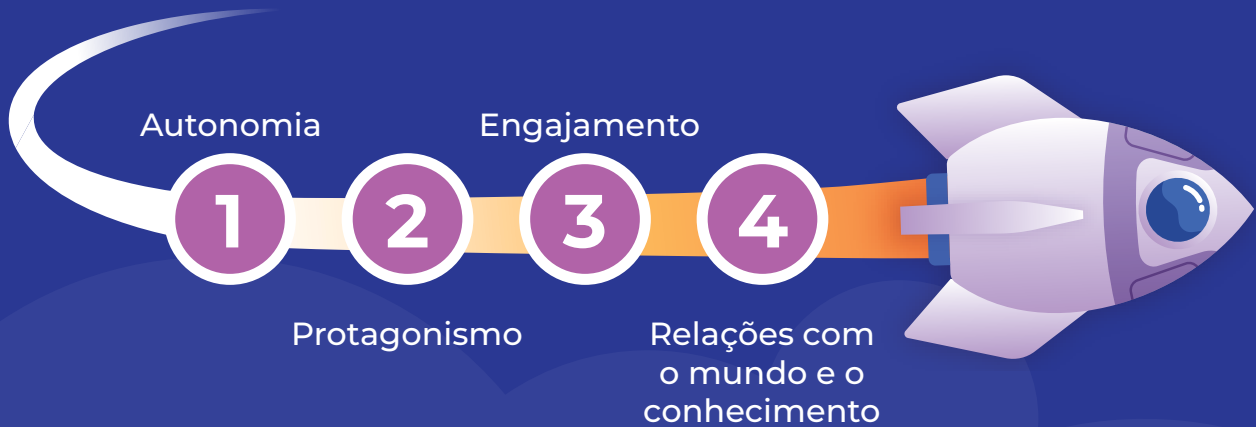 Autonomia
1
2
Protagonismo
Engajamento
3
4
Relações com
o mundo e o
conhecimento